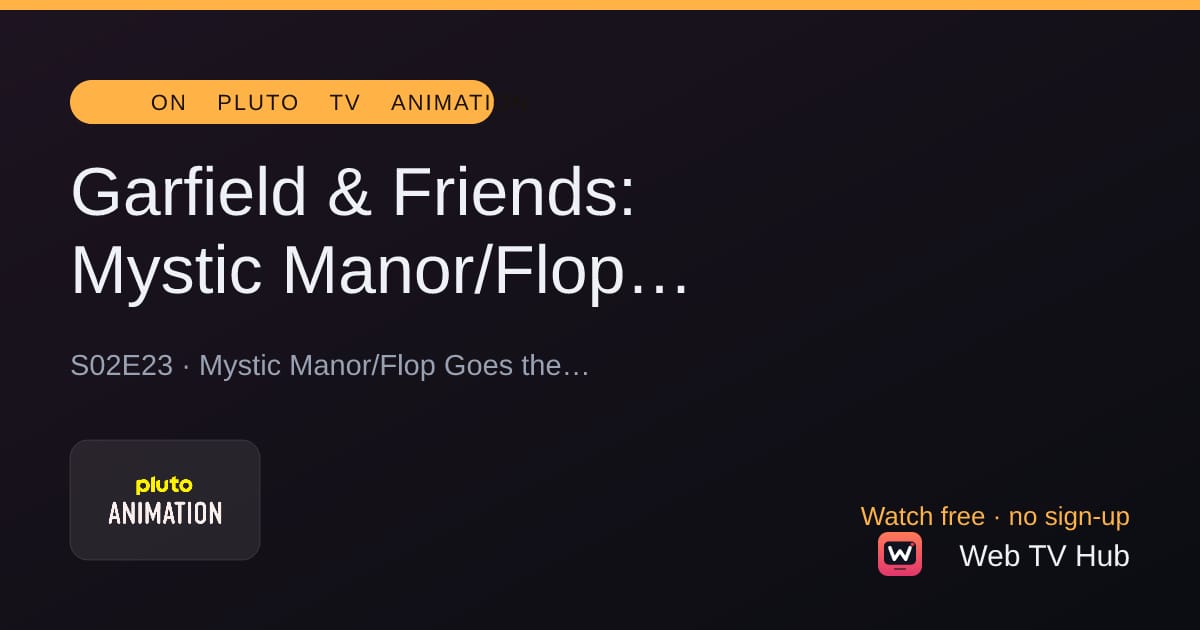 ON PLUTO TV ANIMATI
Garfield & Friends:
Mystic Manor/Flop…
S02E23 · Mystic Manor/Flop Goes the…
pluto
ANIMATION
Watch free · no sign-up
W
Web TV Hub